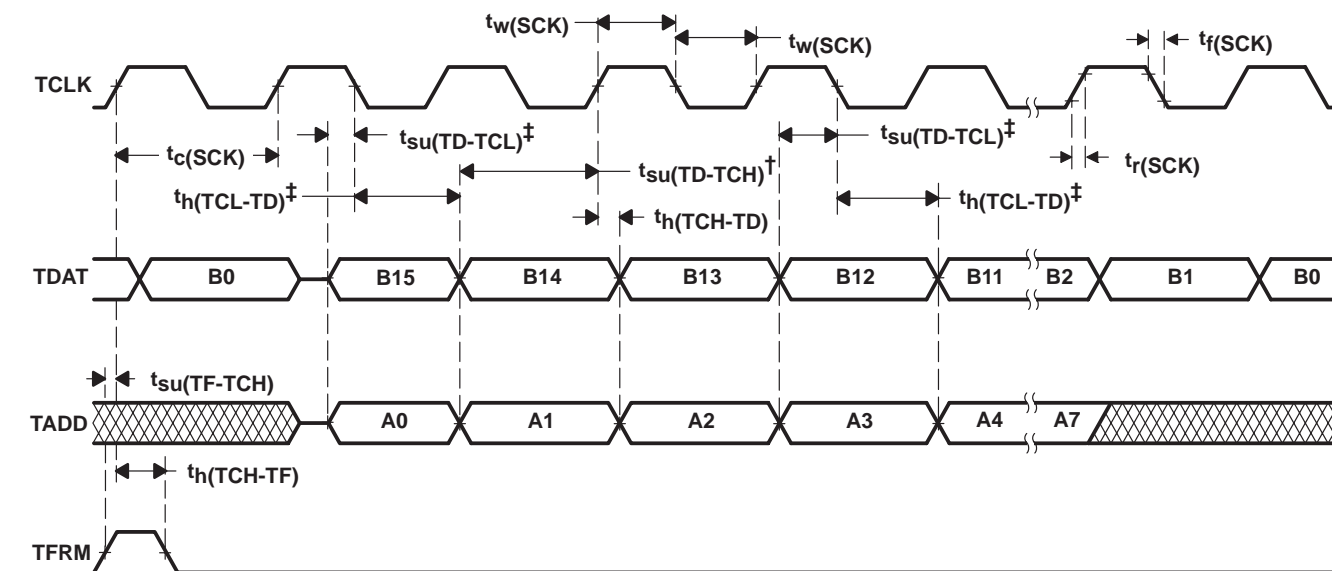 tw(SCK)
tw(SCK)
tf(SCK)
TCLK
tsu(TD-TCL)‡
tsu(TD-TCL)‡
tc(SCK)
tsu(TD-TCH)†
tr(SCK)
th(TCL-TD)‡
th(TCL-TD)‡
th(TCH-TD)
TDAT B0 B15 B14 B13 B12 B11 B2 B1 B0
tsu(TF-TCH)
TADD A0 A1 A2 A3 A4 A7
th(TCH-TF)
TFRM